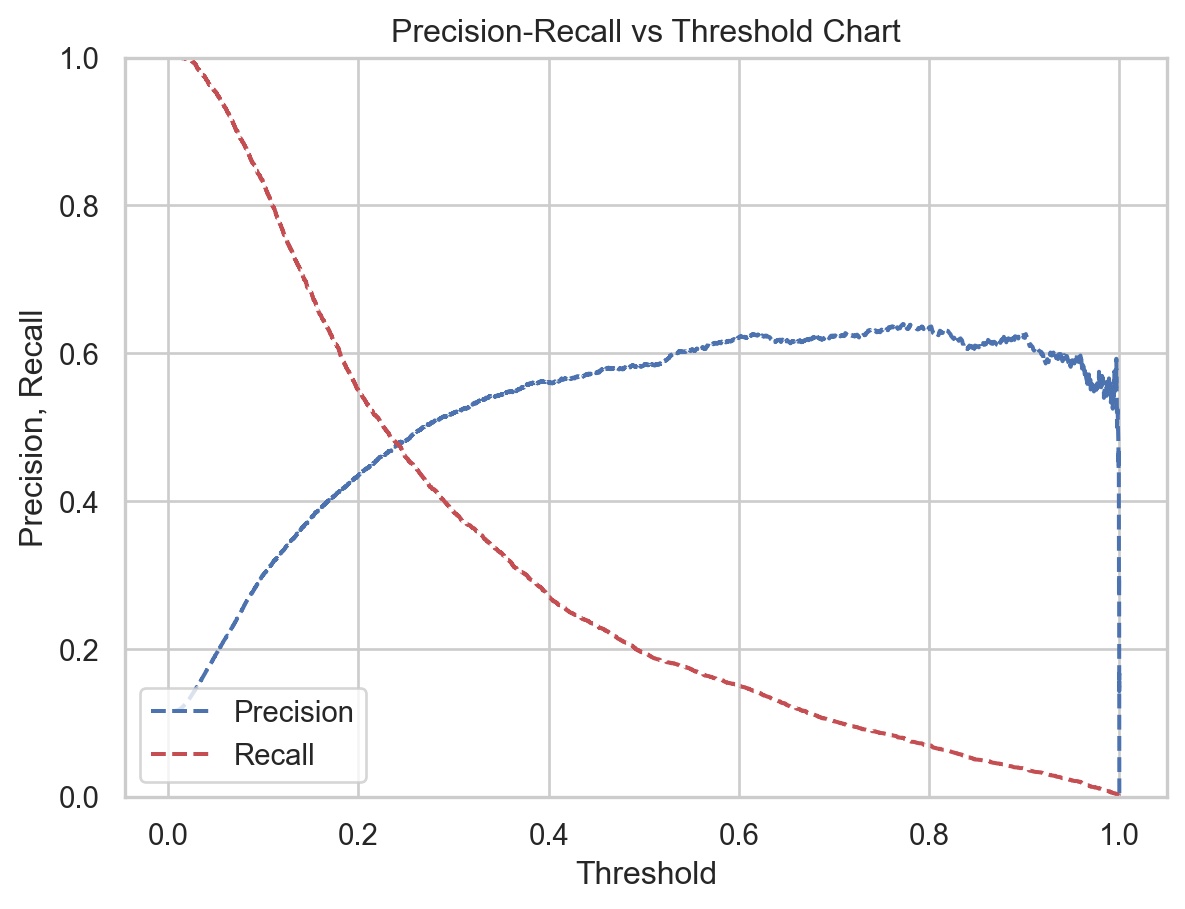 Precision-Recall vs Threshold Chart
Precision, Recall
1.0
0.8
0.6
0.4
0.2
0.0
Precision
Recall
0.0 0.2 0.4 0.6 0.8 1.0
Threshold